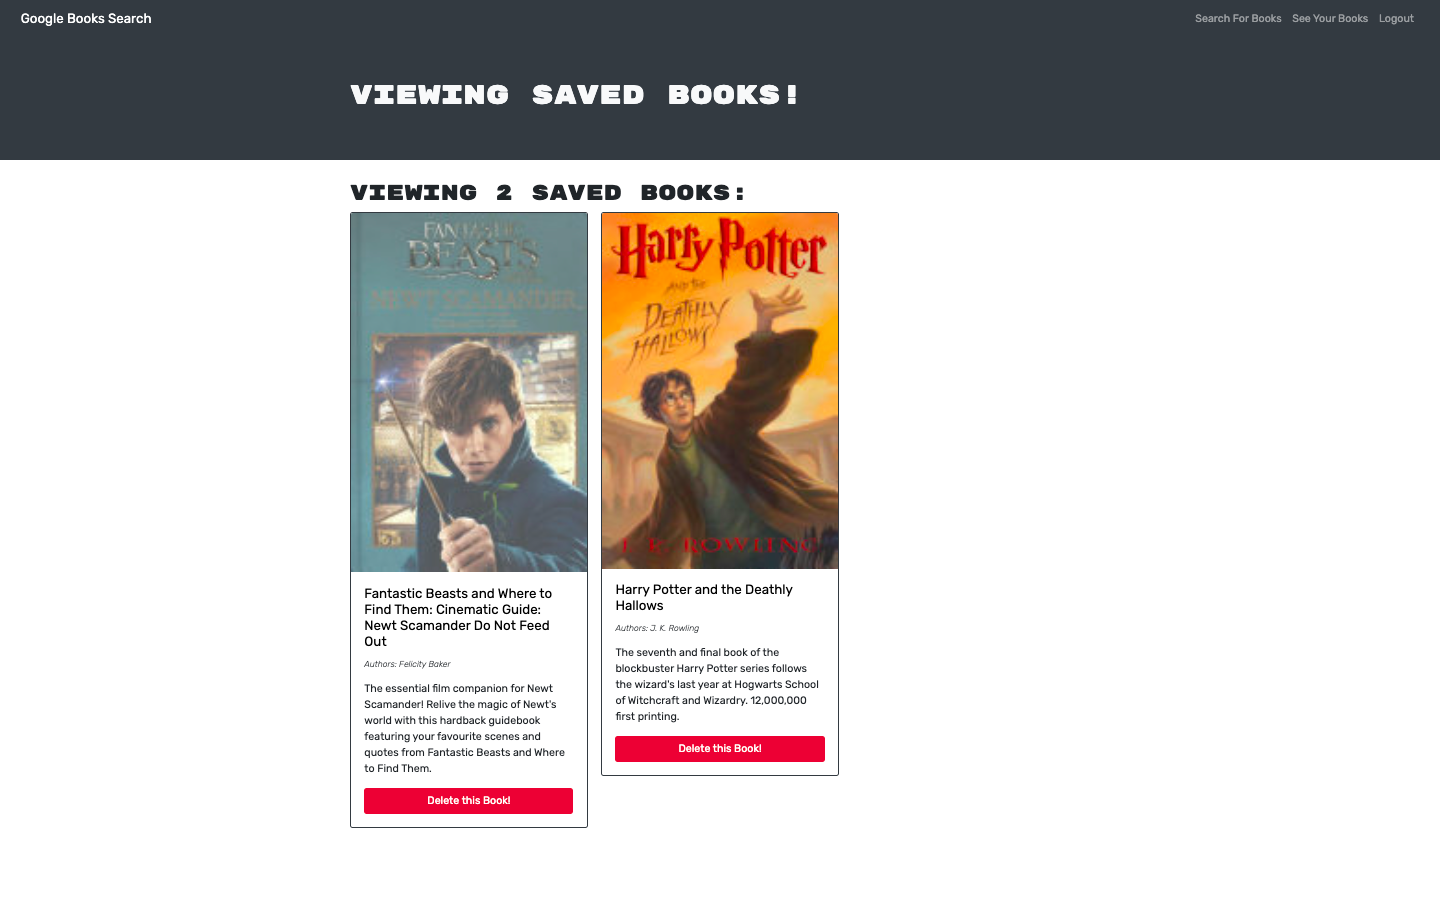 Google Books Search
Search For Books See Your Books Logout
VIEWING SAVED BOOKS!
VIEWING 2 SAVED BOOKS:
FANTASTIC
BEASTS
NEWT SCAMANDER
Harry Potter
AND THE
DEATHLY
HALLOWS
J. K. ROWLING
Fantastic Beasts and Where to
Find Them: Cinematic Guide:
Newt Scamander Do Not Feed
Out
Authors: Felicity Baker
The essential film companion for Newt
Scamander! Relive the magic of Newt's
world with this hardback guidebook
featuring your favourite scenes and
quotes from Fantastic Beasts and Where
to Find Them.
Delete this Book!
Harry Potter and the Deathly
Hallows
Authors: J. K. Rowling
The seventh and final book of the
blockbuster Harry Potter series follows
the wizard's last year at Hogwarts School
of Witchcraft and Wizardry. 12,000,000
first printing.
Delete this Book!